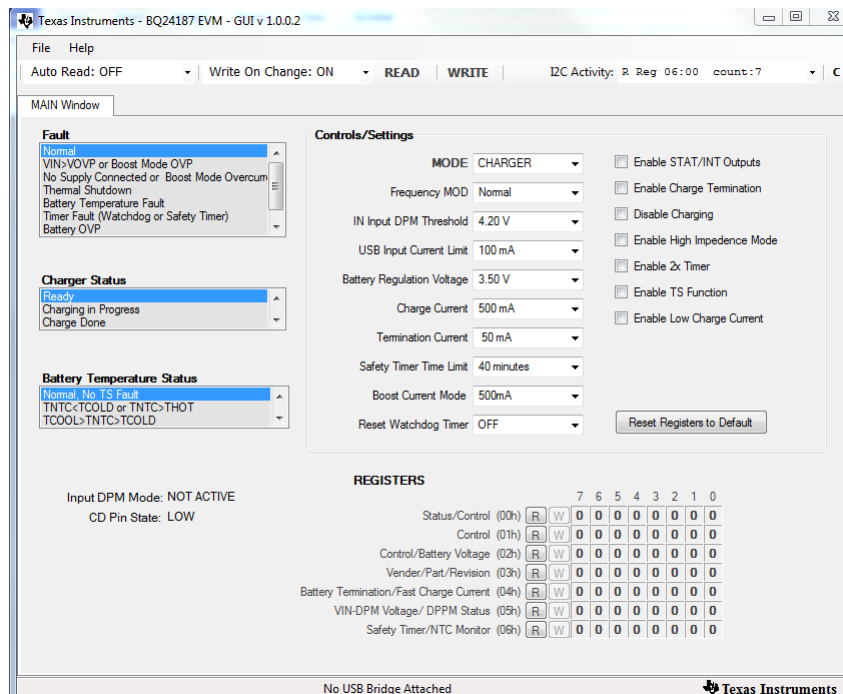 Texas Instruments - BQ24187 EVM - GUI v 1.0.0.2
File Help
Auto Read: OFF Write On Change: ON READ WRITE I2C Activity: R Reg 06:00 count:7 C
MAIN Window
Fault
Normal
VIN>VOVP or Boost Mode OVP
No Supply Connected or Boost Mode Overcurr
Thermal Shutdown
Battery Temperature Fault
Timer Fault (Watchdog or Safety Timer)
Battery OVP
Charger Status
Ready
Charging in Progress
Charge Done
Battery Temperature Status
Normal, No TS Fault
TNTC<TCOLD or TNTC>THOT
TCOOL>TNTC>TCOLD
Input DPM Mode: NOT ACTIVE
CD Pin State: LOW
Controls/Settings
MODE CHARGER
Frequency MOD Normal
IN Input DPM Threshold 4.20 V
USB Input Current Limit 100 mA
Battery Regulation Voltage 3.50 V
Charge Current 500 mA
Termination Current 50 mA
Safety Timer Time Limit 40 minutes
Boost Current Mode 500mA
Reset Watchdog Timer OFF
Enable STAT/INT Outputs
Enable Charge Termination
Disable Charging
Enable High Impedence Mode
Enable 2x Timer
Enable TS Function
Enable Low Charge Current
Reset Registers to Default
REGISTERS
7 6 5 4 3 2 1 0
Status/Control (00h) R W 0 0 0 0 0 0 0 0
Control (01h) R W 0 0 0 0 0 0 0 0
Control/Battery Voltage (02h) R W 0 0 0 0 0 0 0 0
Vender/Part/Revision (03h) R W 0 0 0 0 0 0 0 0
Battery Termination/Fast Charge Current (04h) R W 0 0 0 0 0 0 0 0
VIN-DPM Voltage/ DPPM Status (05h) R W 0 0 0 0 0 0 0 0
Safety Timer/NTC Monitor (06h) R W 0 0 0 0 0 0 0 0
No USB Bridge Attached
Texas Instruments